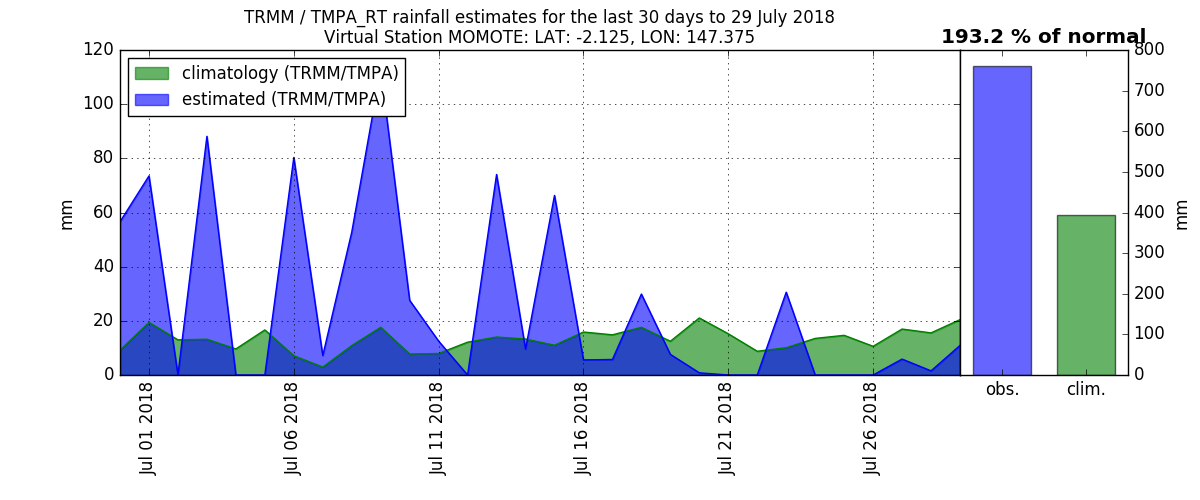 TRMM / TMPA_RT rainfall estimates for the last 30 days to 29 July 2018
Virtual Station MOMOTE: LAT: -2.125, LON: 147.375
193.2 % of normal
climatology (TRMM/TMPA)
estimated (TRMM/TMPA)
120
100
80
60
40
20
0
mm
Jul 01 2018
Jul 06 2018
Jul 11 2018
Jul 16 2018
Jul 21 2018
Jul 26 2018
800
700
600
500
400
300
200
100
0
mm
obs.
clim.